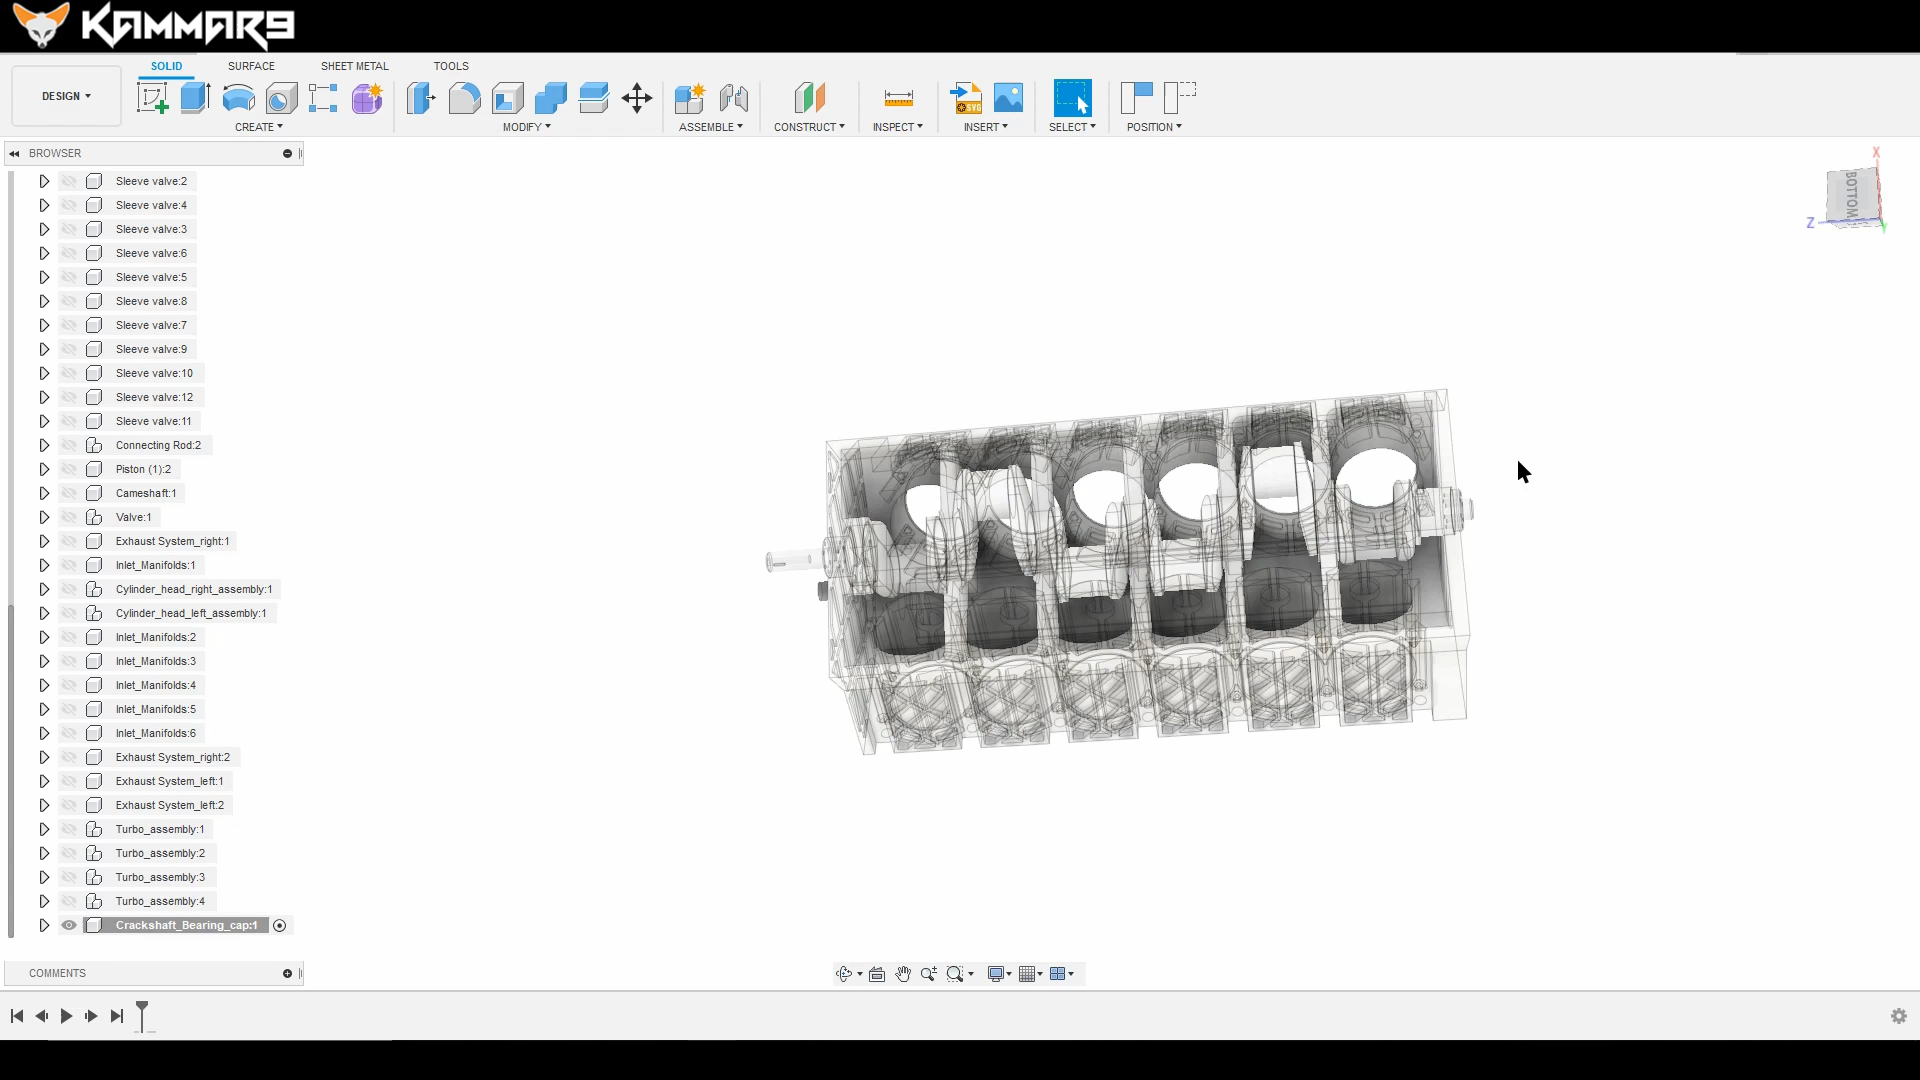 KAMMAR9
SOLID
SURFACE
SHEET METAL
TOOLS
DESIGN
CREATE
MODIFY
ASSEMBLE
CONSTRUCT
INSPECT
SVG
INSERT
SELECT
POSITION
BROWSER
Sleeve valve:2
Sleeve valve:4
Sleeve valve:3
Sleeve valve:6
Sleeve valve:5
Sleeve valve:8
Sleeve valve:7
Sleeve valve:9
Sleeve valve:10
Sleeve valve:12
Sleeve valve:11
Connecting Rod:2
Piston (1):2
Cameshaft:1
Valve:1
Exhaust System_right:1
Inlet_Manifolds:1
Cylinder_head_right_assembly:1
Cylinder_head_left_assembly:1
Inlet_Manifolds:2
Inlet_Manifolds:3
Inlet_Manifolds:4
Inlet_Manifolds:5
Inlet_Manifolds:6
Exhaust System_right:2
Exhaust System_left:1
Exhaust System_left:2
Turbo_assembly:1
Turbo_assembly:2
Turbo_assembly:3
Turbo_assembly:4
Crackshaft_Bearing_cap:1
COMMENTS
X
BOTTOM
Z
Y